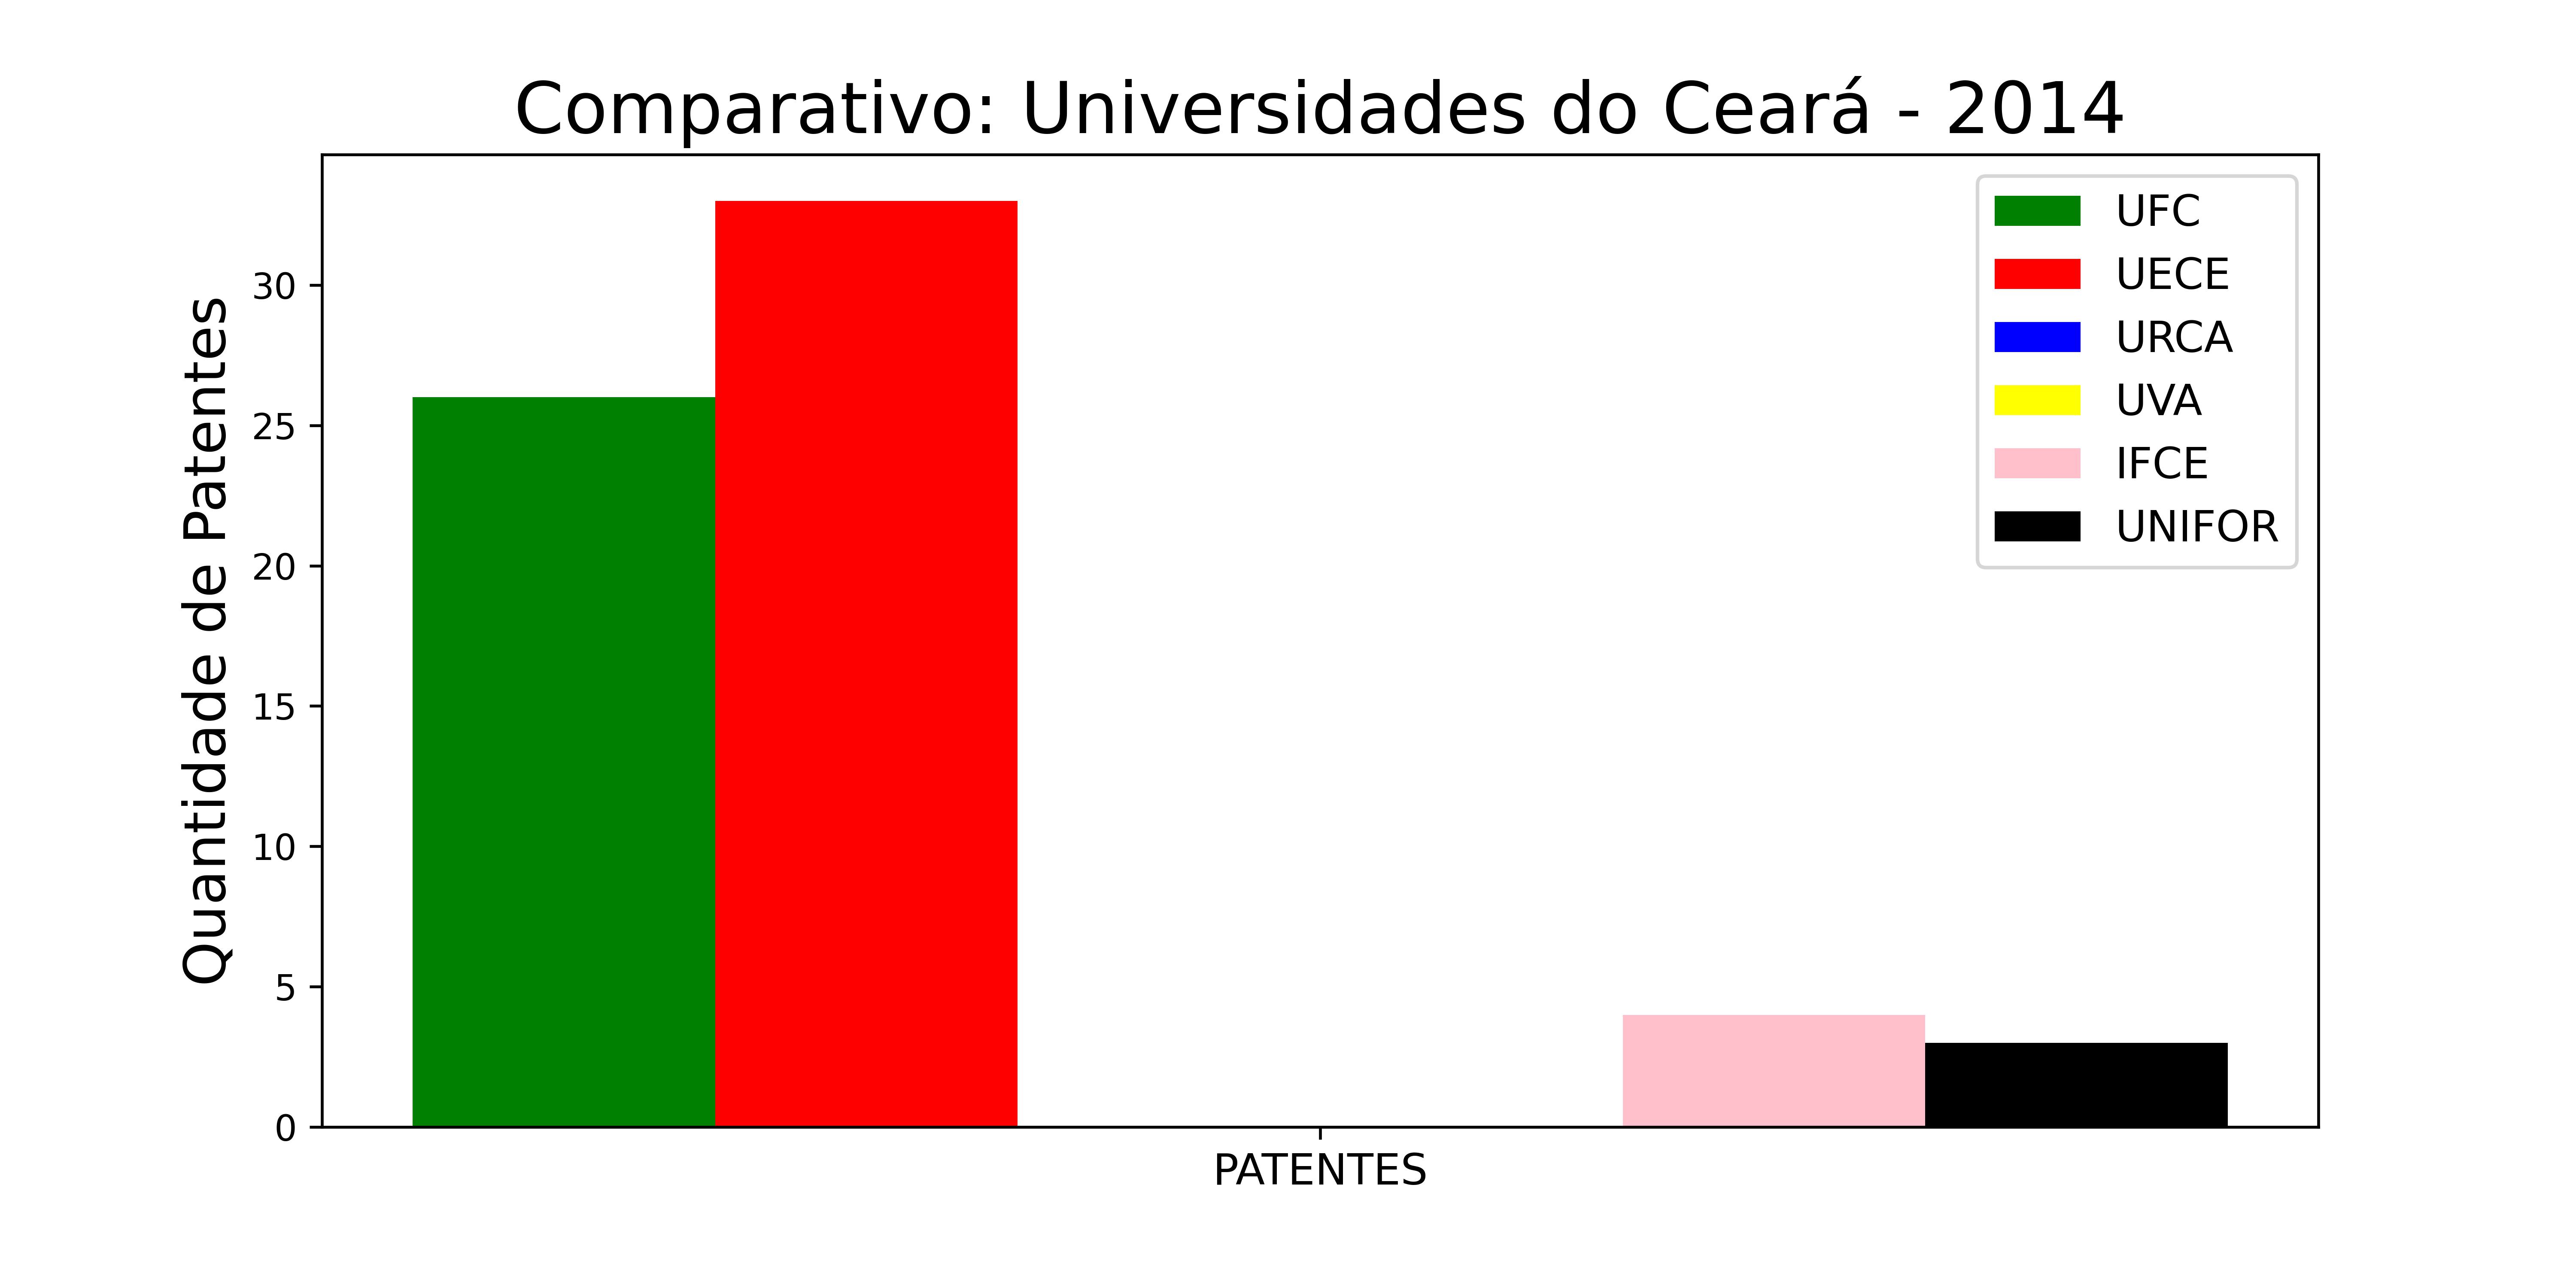 Comparativo: Universidades do Ceará - 2014
Quantidade de Patentes
30
25
20
15
10
5
0
PATENTES
UFC
UECE
URCA
UVA
IFCE
UNIFOR